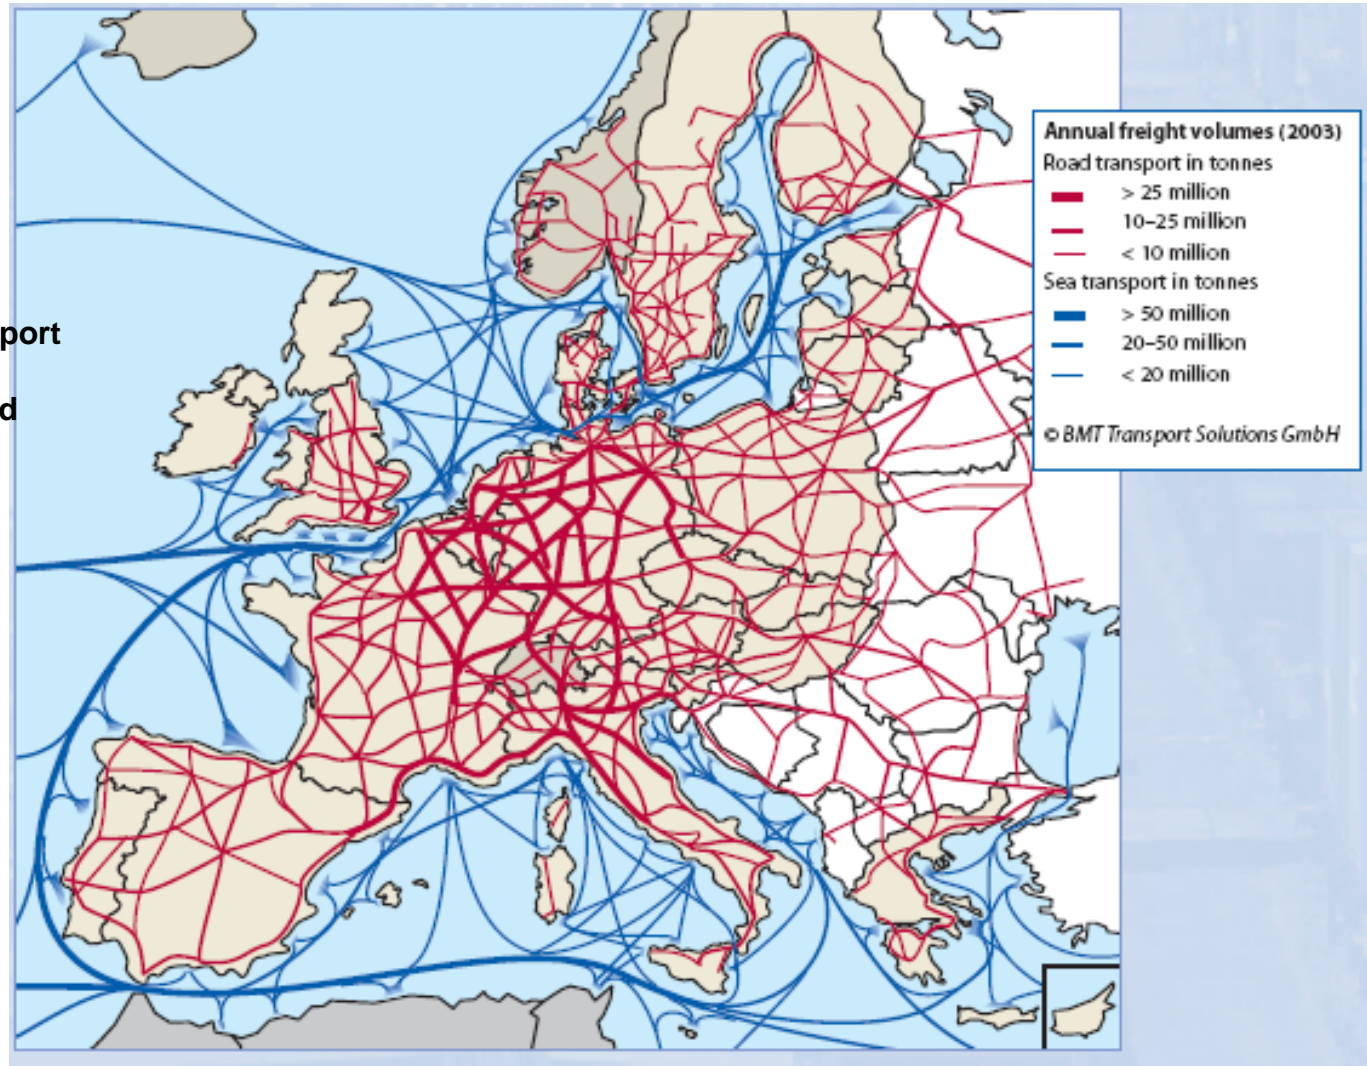 port
d
Annual freight volumes (2003)
Road transport in tonnes
> 25 million
10–25 million
< 10 million
Sea transport in tonnes
> 50 million
20–50 million
< 20 million
© BMT Transport Solutions GmbH